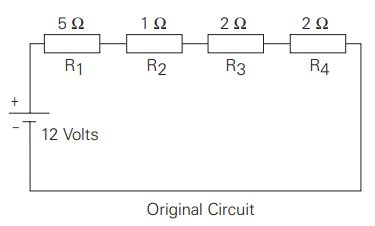 5 Ω 1 Ω 2 Ω 2 Ω
R1 R2 R3 R4
+
-
12 Volts
Original Circuit